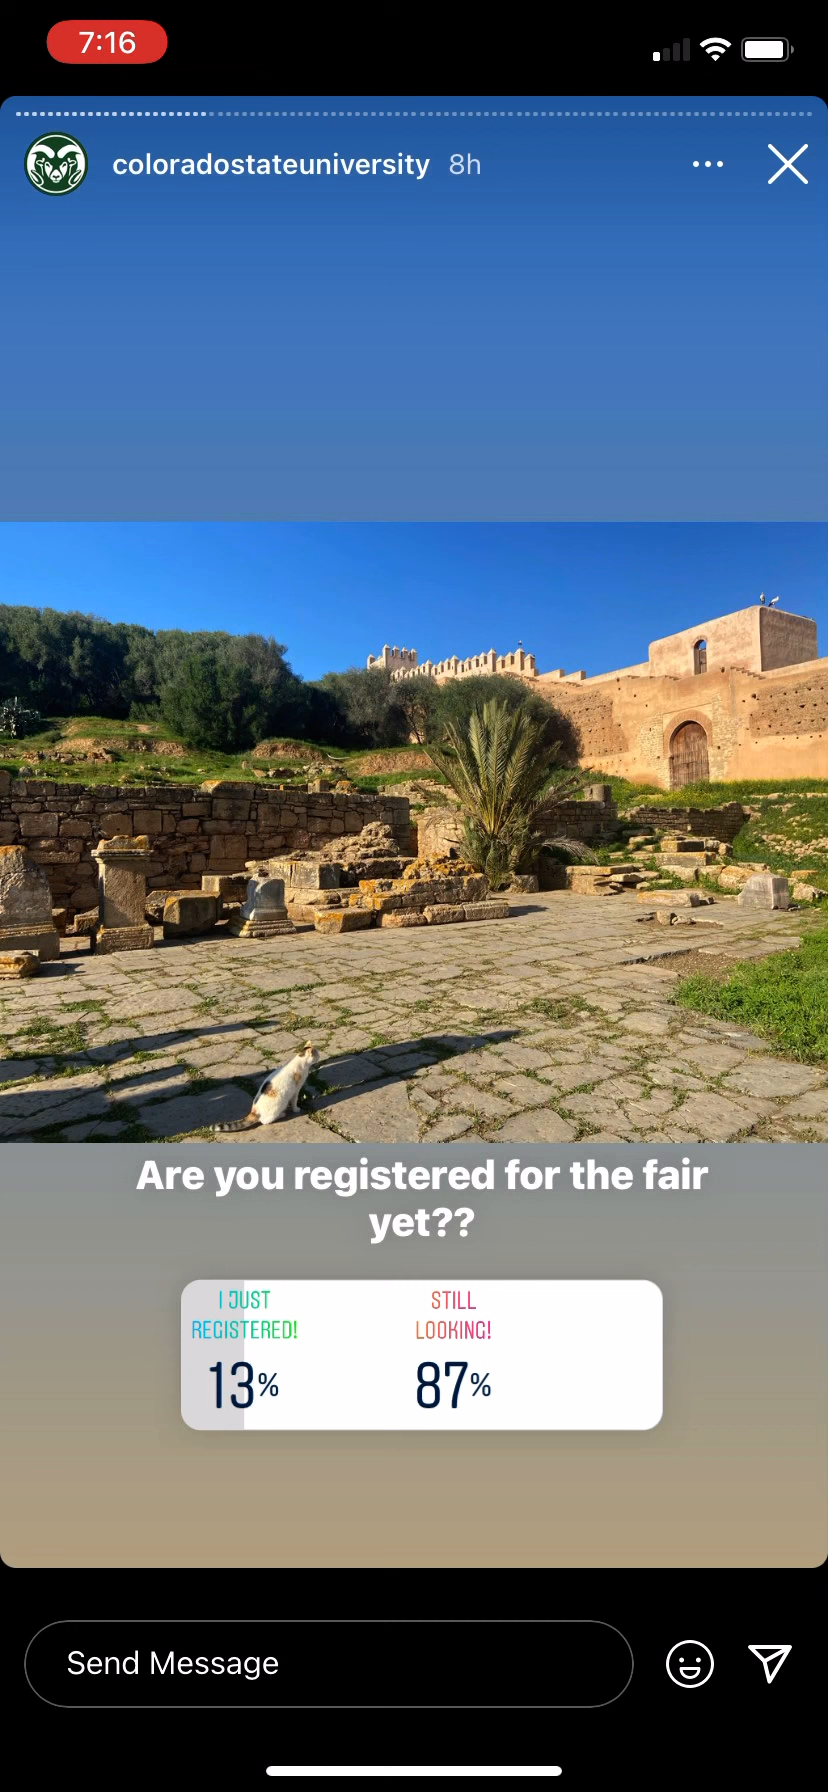 7:16
coloradostateuniversity 8h
Are you registered for the fair
yet??
I JUST
REGISTERED!
13%
STILL
LOOKING!
87%
Send Message